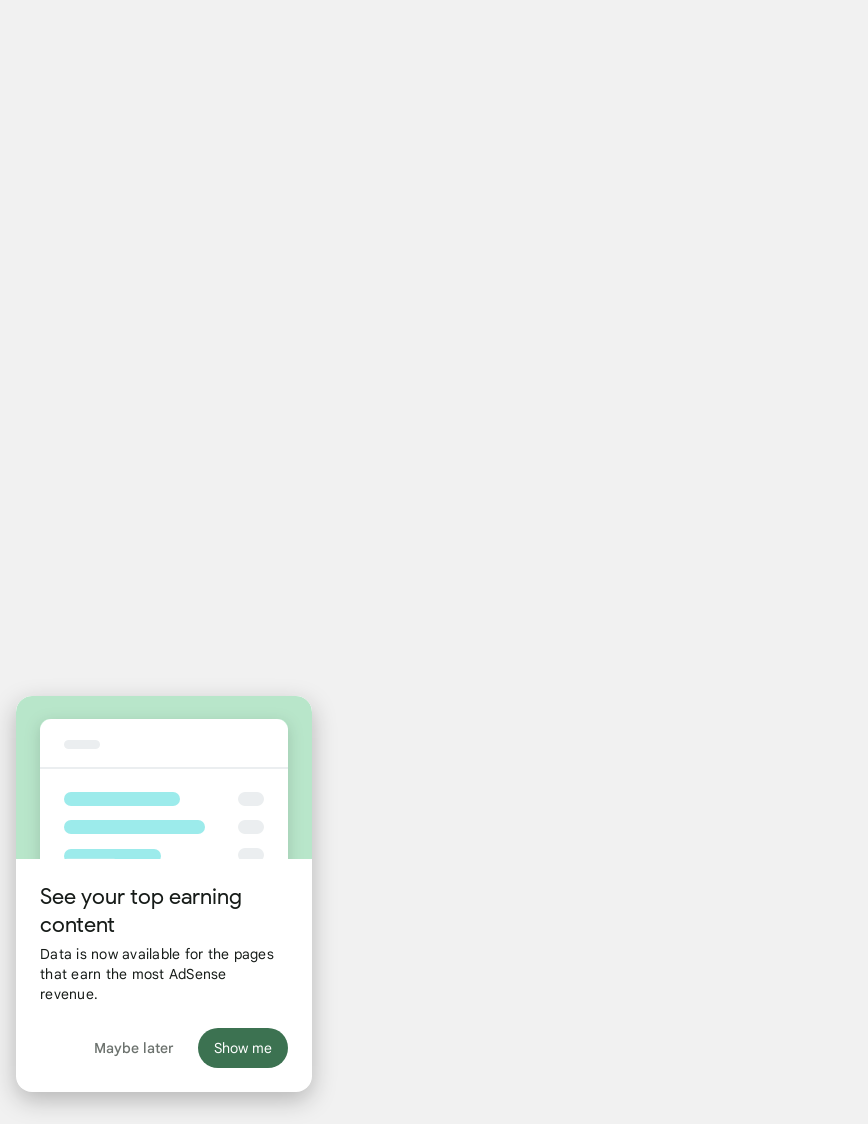 See your top earning
content
Data is now available for the pages
that earn the most AdSense
revenue.
Maybe later
Show me